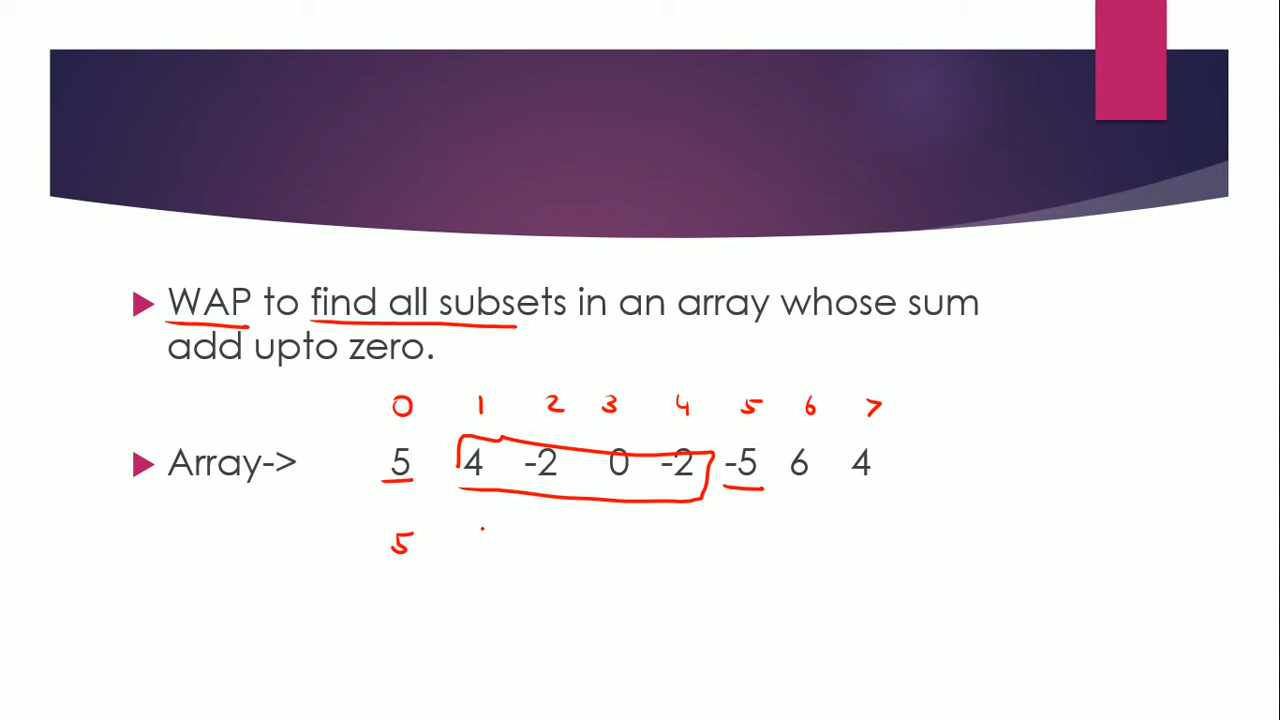 WAP to find all subsets in an array whose sum
add upto zero.
0 1 2 3 4 5 6 7
Array-> 5 4 -2 0 -2 -5 6 4
5